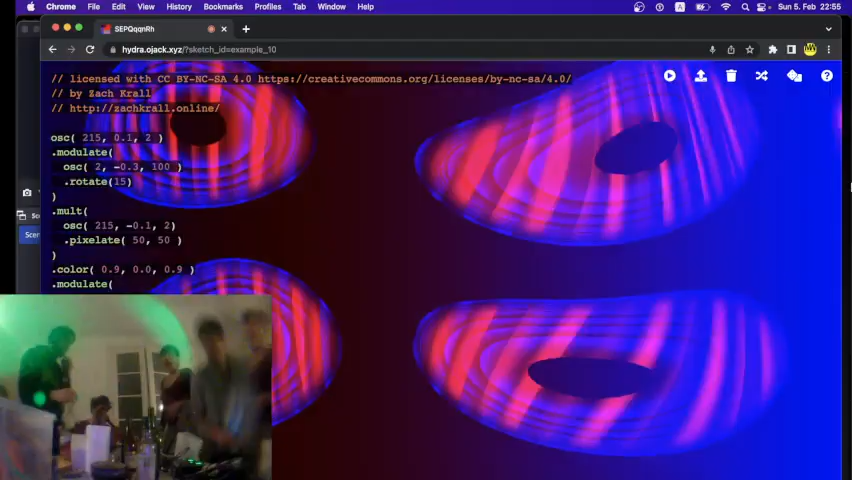 Chrome File Edit View History Bookmarks Profiles Tab Window Help
A Sun 5. Feb 22:55
SEPQqqnRh
hydra.ojack.xyz/?sketch_id=example_10
// licensed with CC BY-NC-SA 4.0 https://creativecommons.org/licenses/by-nc-sa/4.0/
// by Zach Krall
// http://zachkrall.online/
osc( 215, 0.1, 2 )
.modulate(
osc( 2, -0.3, 100 )
.rotate(15)
)
.mult(
osc( 215, -0.1, 2)
.pixelate( 50, 50 )
)
.color( 0.9, 0.0, 0.9 )
.modulate(
Sce
Scen